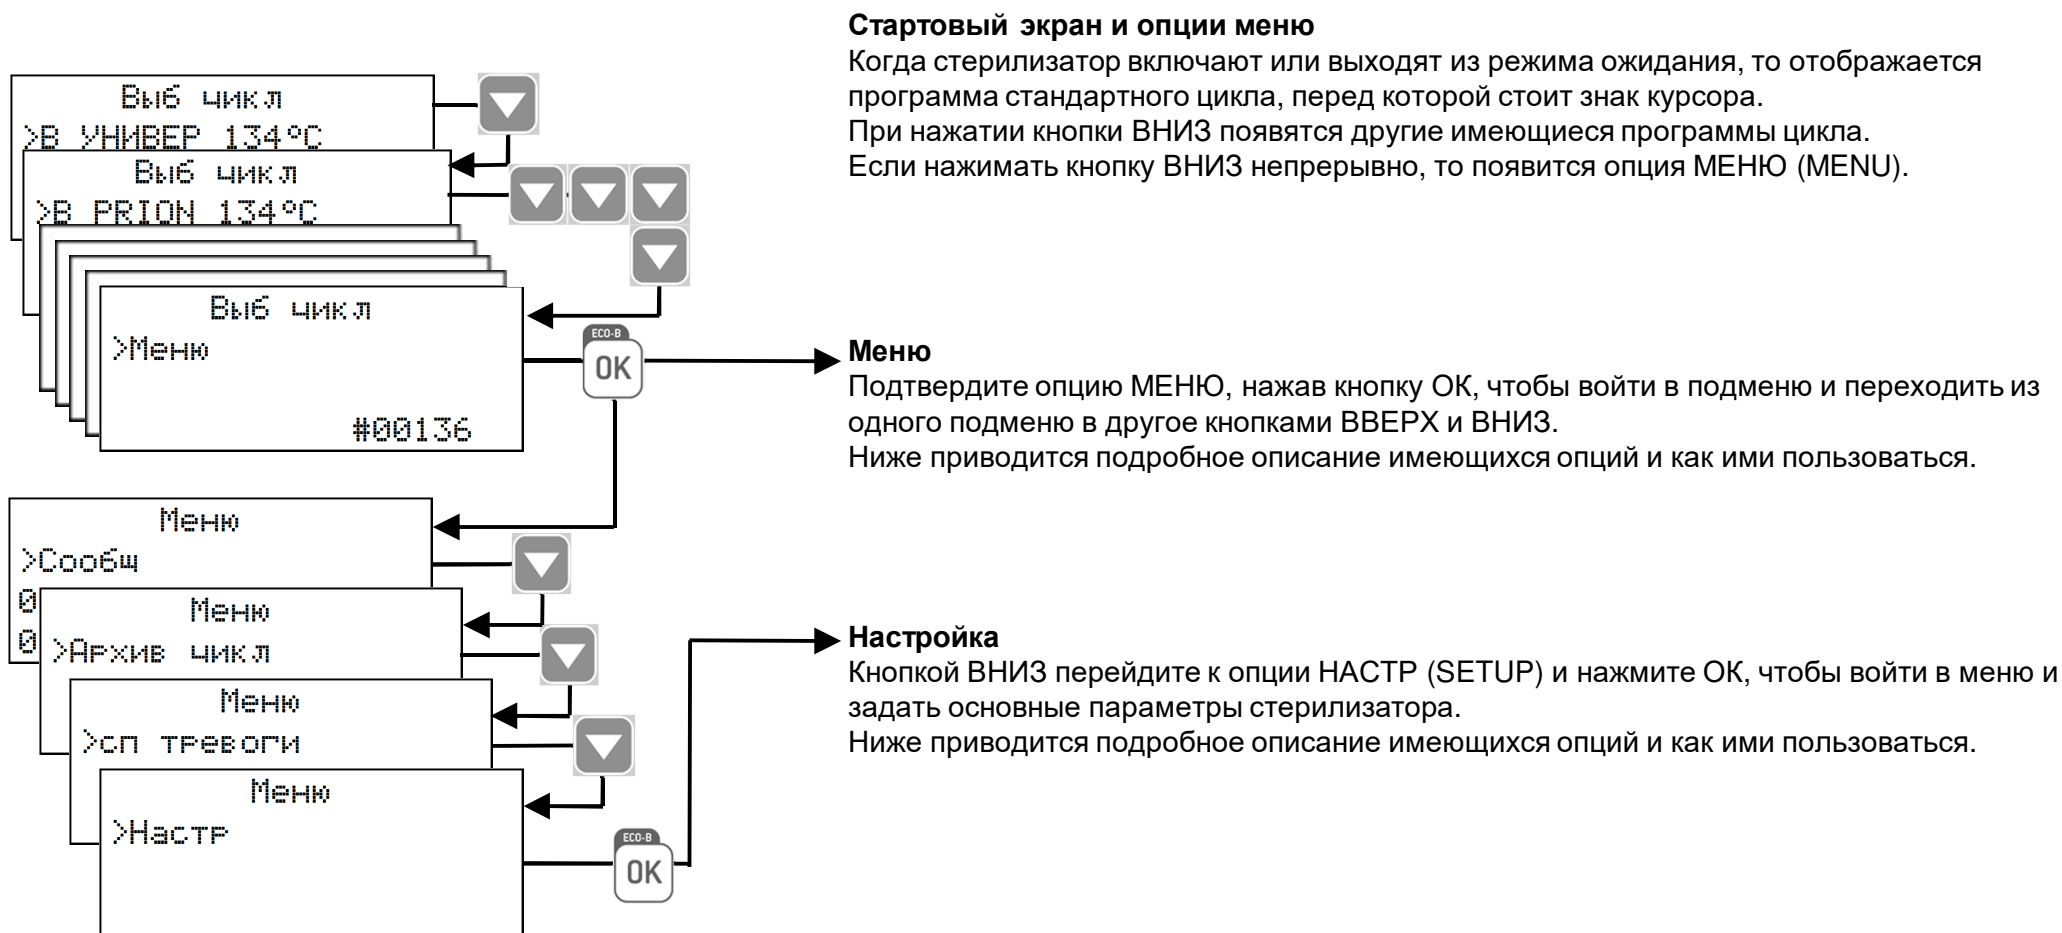 Стартовый экран и опции меню
Когда стерилизатор включают или выходят из режима ожидания, то отображается
программа стандартного цикла, перед которой стоит знак курсора.
При нажатии кнопки ВНИЗ появятся другие имеющиеся программы цикла.
Если нажимать кнопку ВНИЗ непрерывно, то появится опция МЕНЮ (MENU).
Выб цикл
>В УНИВЕР 134°C
Выб цикл
>B PRION 134°C
Выб цикл
>Меню
#00136
ECO-B
OK
Меню
Подтвердите опцию МЕНЮ, нажав кнопку ОК, чтобы войти в подменю и переходить из
одного подменю в другое кнопками ВВЕРХ и ВНИЗ.
Ниже приводится подробное описание имеющихся опций и как ими пользоваться.
Меню
>Сообщ
0
0
Меню
>Архив цикл
Меню
>сп тревоги
Меню
>Настр
ECO-B
OK
Настройка
Кнопкой ВНИЗ перейдите к опции НАСТР (SETUP) и нажмите ОК, чтобы войти в меню и
задать основные параметры стерилизатора.
Ниже приводится подробное описание имеющихся опций и как ими пользоваться.